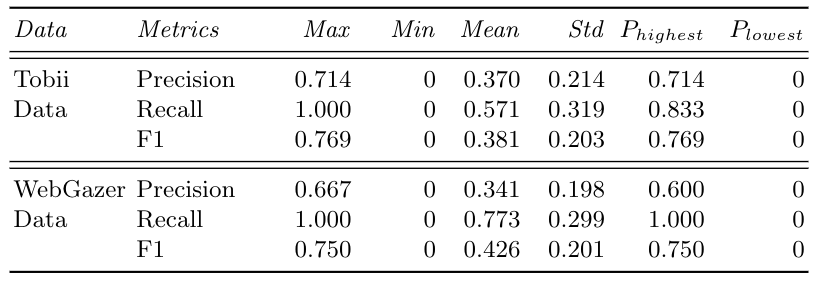 Data Metrics Max Min Mean Std P_highest P_lowest
Tobii Precision 0.714 0 0.370 0.214 0.714 0
Data Recall 1.000 0 0.571 0.319 0.833 0
F1 0.769 0 0.381 0.203 0.769 0
WebGazer Precision 0.667 0 0.341 0.198 0.600 0
Data Recall 1.000 0 0.773 0.299 1.000 0
F1 0.750 0 0.426 0.201 0.750 0